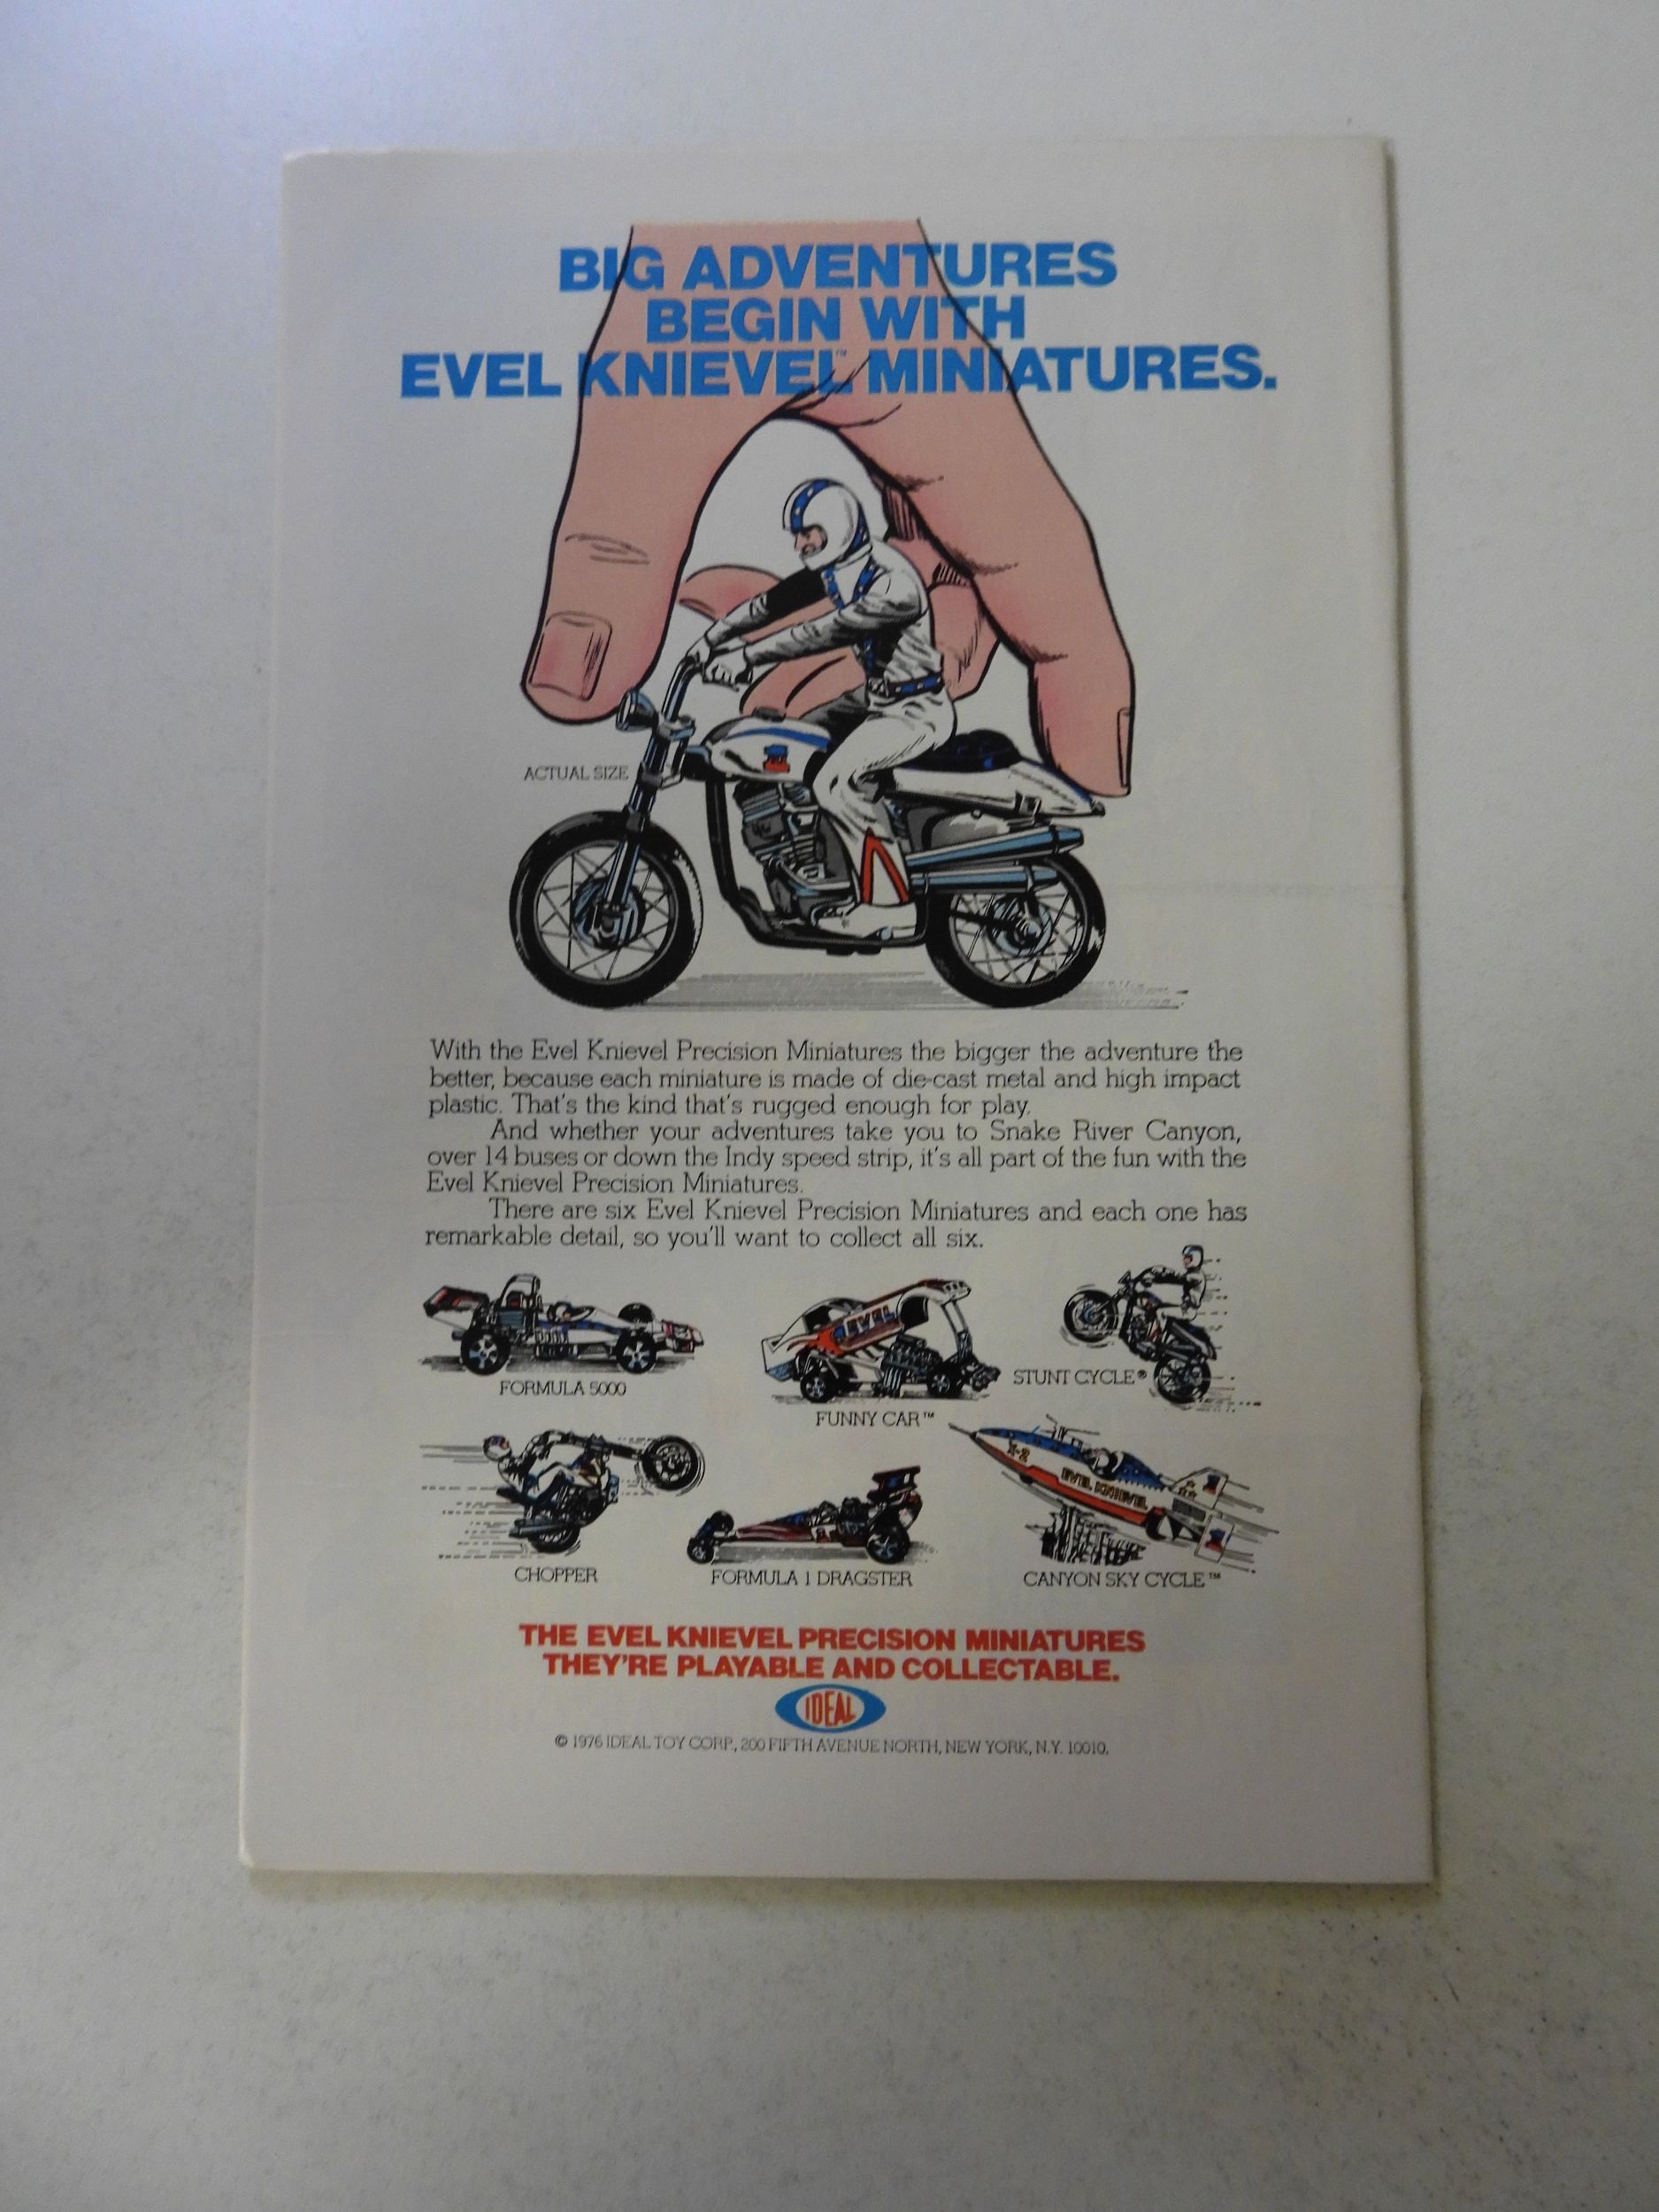 BIG ADVENTURES
BEGIN WITH
EVEL KNIEVEL™ MINIATURES.
ACTUAL SIZE
With the Evel Knievel Precision Miniatures the bigger the adventure the
better, because each miniature is made of die-cast metal and high impact
plastic. That's the kind that's rugged enough for play.
And whether your adventures take you to Snake River Canyon,
over 14 buses or down the Indy speed strip, it's all part of the fun with the
Evel Knievel Precision Miniatures.
There are six Evel Knievel Precision Miniatures and each one has
remarkable detail, so you'll want to collect all six.
FORMULA 5000
EVEL
FUNNY CAR™
STUNT CYCLE®
CHOPPER
FORMULA 1 DRAGSTER
X-2
EVEL KNIEVEL
CANYON SKY CYCLE™
THE EVEL KNIEVEL PRECISION MINIATURES
THEY'RE PLAYABLE AND COLLECTABLE.
IDEAL
© 1976 IDEAL TOY CORP., 200 FIFTH AVENUE NORTH, NEW YORK, N.Y. 10010.